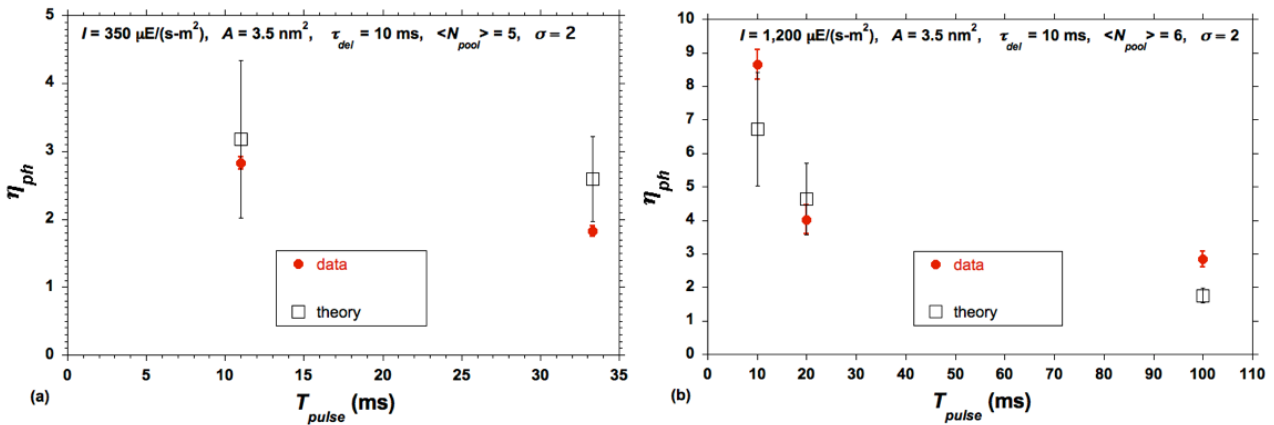 I = 350 μE/(s-m²), A = 3.5 nm², τdel = 10 ms, <Npool> = 5, σ = 2
5
4
3
2
1
0
ηph
data
theory
0 5 10 15 20 25 30 35
(a)
Tpulse (ms)
I = 1,200 μE/(s-m²), A = 3.5 nm², τdel = 10 ms, <Npool> = 6, σ = 2
10
9
8
7
6
5
4
3
2
1
0
ηph
data
theory
0 10 20 30 40 50 60 70 80 90 100 110
(b)
Tpulse (ms)